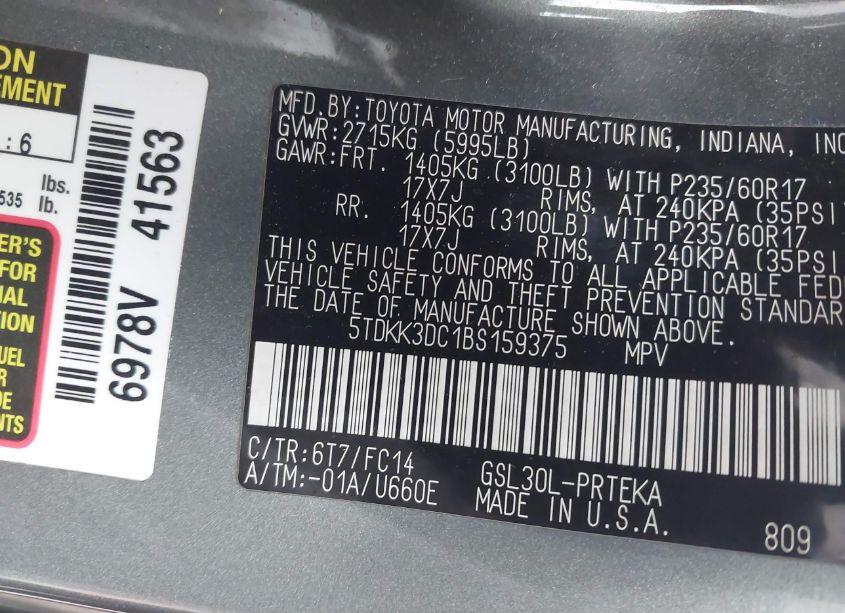 ON
EMENT
: 6
lbs.
535 lb.
ER'S
FOR
IAL
TION
UEL
R
DE
NTS
6978V 41563
MFD.BY:TOYOTA MOTOR MANUFACTURING, INDIANA, INC
GVWR:2715KG (5995LB)
GAWR:FRT. 1405KG (3100LB) WITH P235/60R17
17X7J RIMS, AT 240KPA (35PSI)
RR. 1405KG (3100LB) WITH P235/60R17
17X7J RIMS, AT 240KPA (35PSI
THIS VEHICLE CONFORMS TO ALL APPLICABLE FEDE
VEHICLE SAFETY AND THEFT PREVENTION STANDAR
THE DATE OF MANUFACTURE SHOWN ABOVE.
5TDKK3DC1BS159375 MPV
C/TR:6T7/FC14
A/TM:-01A/U660E
GSL30L-PRTEKA
MADE IN U.S.A.
809